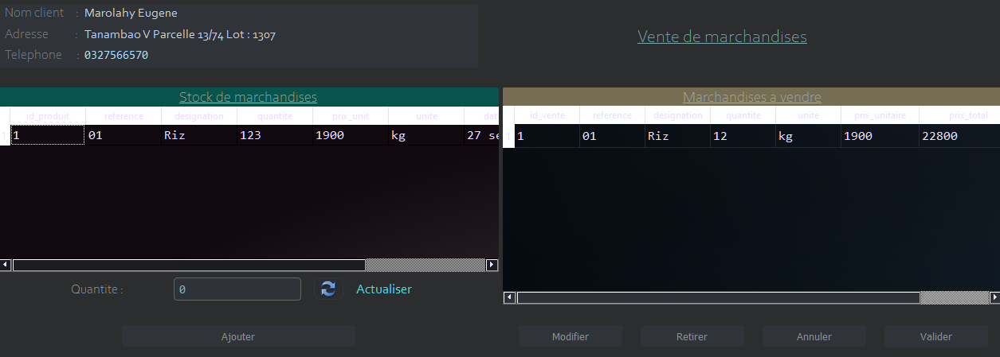 Nom client : Marolahy Eugene
Adresse : Tanambao V Parcelle 13/74 Lot : 1307
Telephone : 0327566570
Vente de marchandises
Stock de marchandises
id_produit reference designation quantite prix_unit unite dat
1 1 01 Riz 123 1900 kg 27 se
Quantite : 0 Actualiser
Ajouter
Marchandises a vendre
id_vente reference designation quantite unite prix_unitaire prix_total
1 1 01 Riz 12 kg 1900 22800
Modifier Retirer Annuler Valider